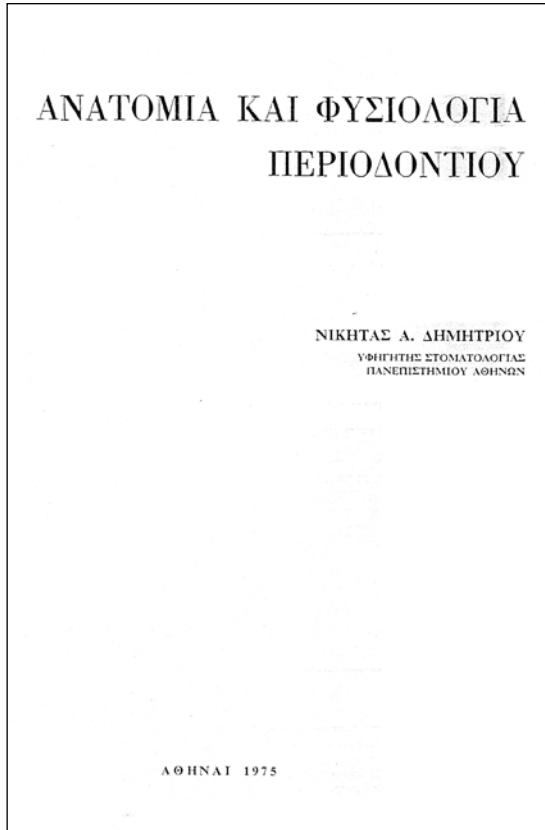 ΑΝΑΤΟΜΙΑ ΚΑΙ ΦΥΣΙΟΛΟΓΙΑ
ΠΕΡΙΟΔΟΝΤΙΟΥ
ΝΙΚΗΤΑΣ Α. ΔΗΜΗΤΡΙΟΥ
ΥΦΗΓΗΤΗΣ ΣΤΟΜΑΤΟΛΟΓΙΑΣ
ΠΑΝΕΠΙΣΤΗΜΙΟΥ ΑΘΗΝΩΝ
ΑΘΗΝΑΙ 1975